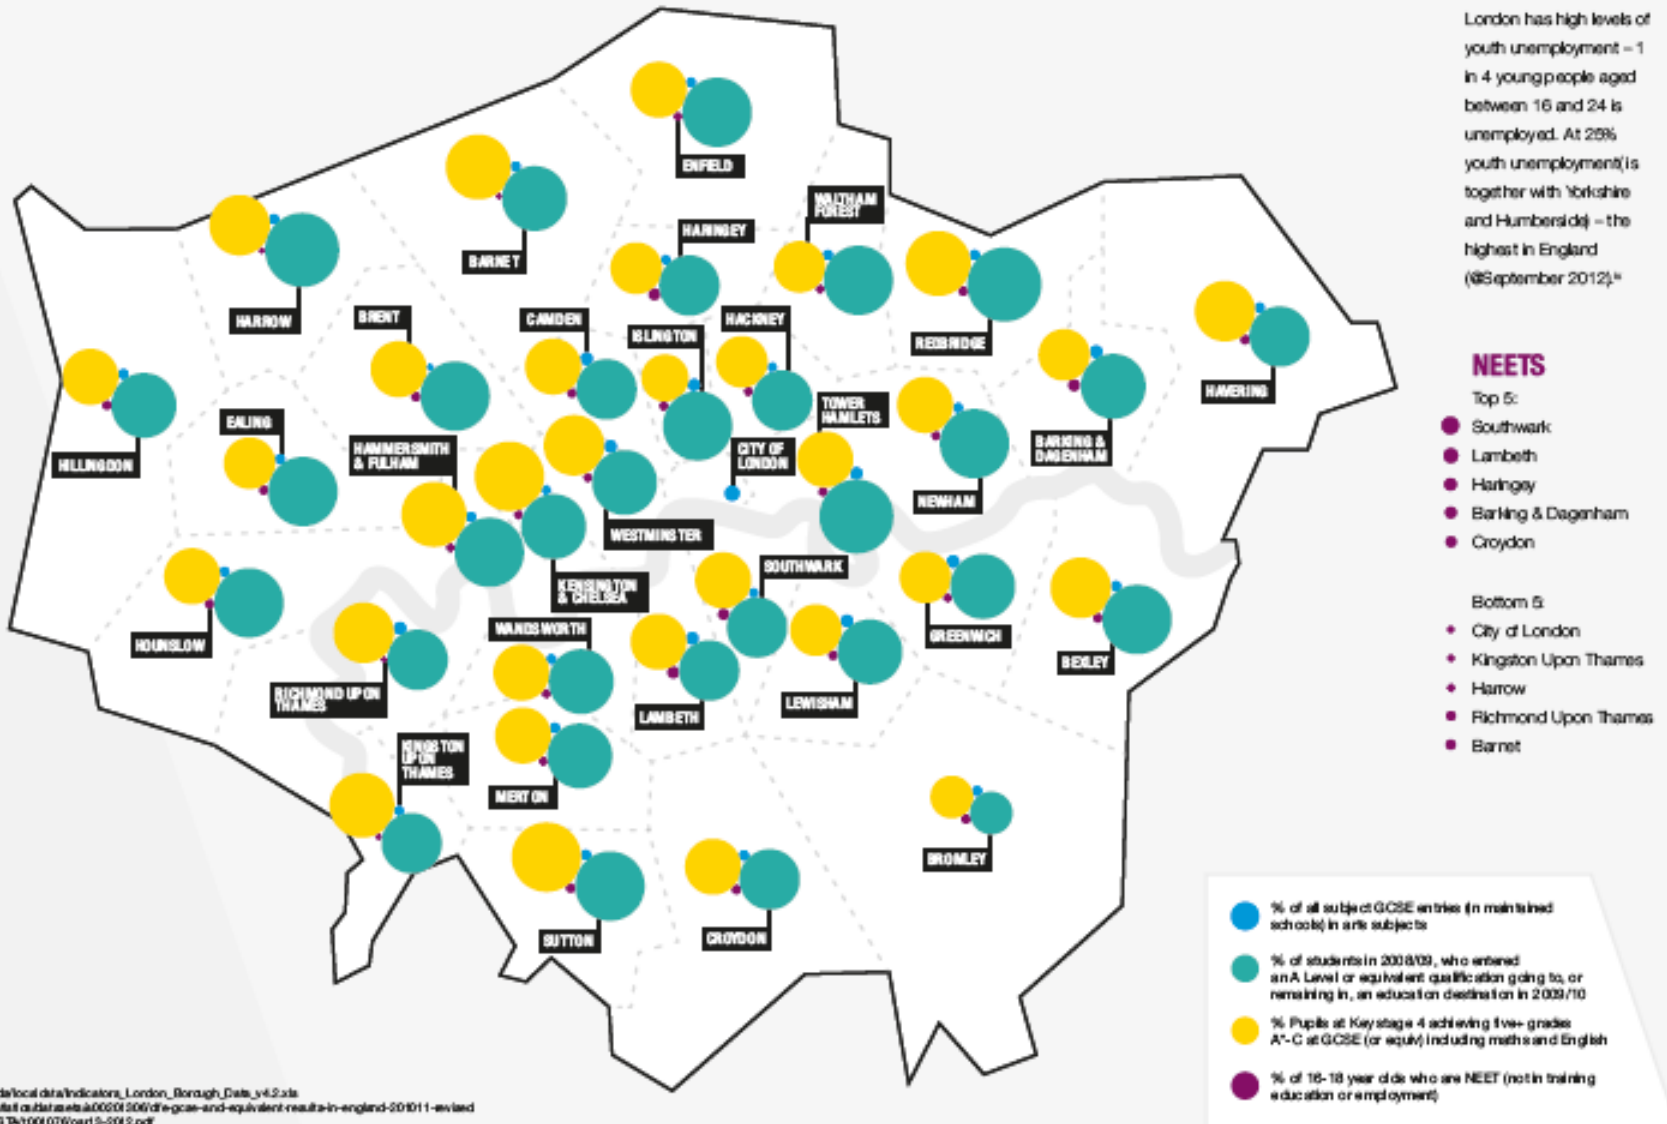 London has high levels of
youth unemployment – 1
in 4 young people aged
between 16 and 24 is
unemployed. At 25%
youth unemployment( is
together with Yorkshire
and Humberside) – the
highest in England
(@September 2012).
NEETS
Top 5:
Southwark
Lambeth
Haringey
Barking & Dagenham
Croydon
Bottom 5:
City of London
Kingston Upon Thames
Harrow
Richmond Upon Thames
Barnet
ENFIELD
WALTHAM
FOREST
HARINGEY
BARNET
HARROW
BRENT
CAMDEN
ISLINGTON
HACKNEY
REDBRIDGE
HAVERING
EALING
HAMMERSMITH
& FULHAM
TOWER
HAMLETS
CITY OF
LONDON
BARKING &
DAGENHAM
HILLINGDON
NEWHAM
WESTMINSTER
SOUTHWARK
KENSINGTON
& CHELSEA
WANDSWORTH
GREENWICH
HOUNSLOW
BEXLEY
RICHMOND UPON
THAMES
LAMBETH
LEWISHAM
KINGSTON
UPON
THAMES
MERTON
BROMLEY
SUTTON
CROYDON
% of all subject GCSE entries (in maintained
schools) in arts subjects
% of students in 2008/09, who entered
an A Level or equivalent qualification going to, or
remaining in, an education destination in 2009/10
% Pupils at Key stage 4 achieving five+ grades
A*-C at GCSE (or equiv) including maths and English
% of 16-18 year olds who are NEET (not in training
education or employment)